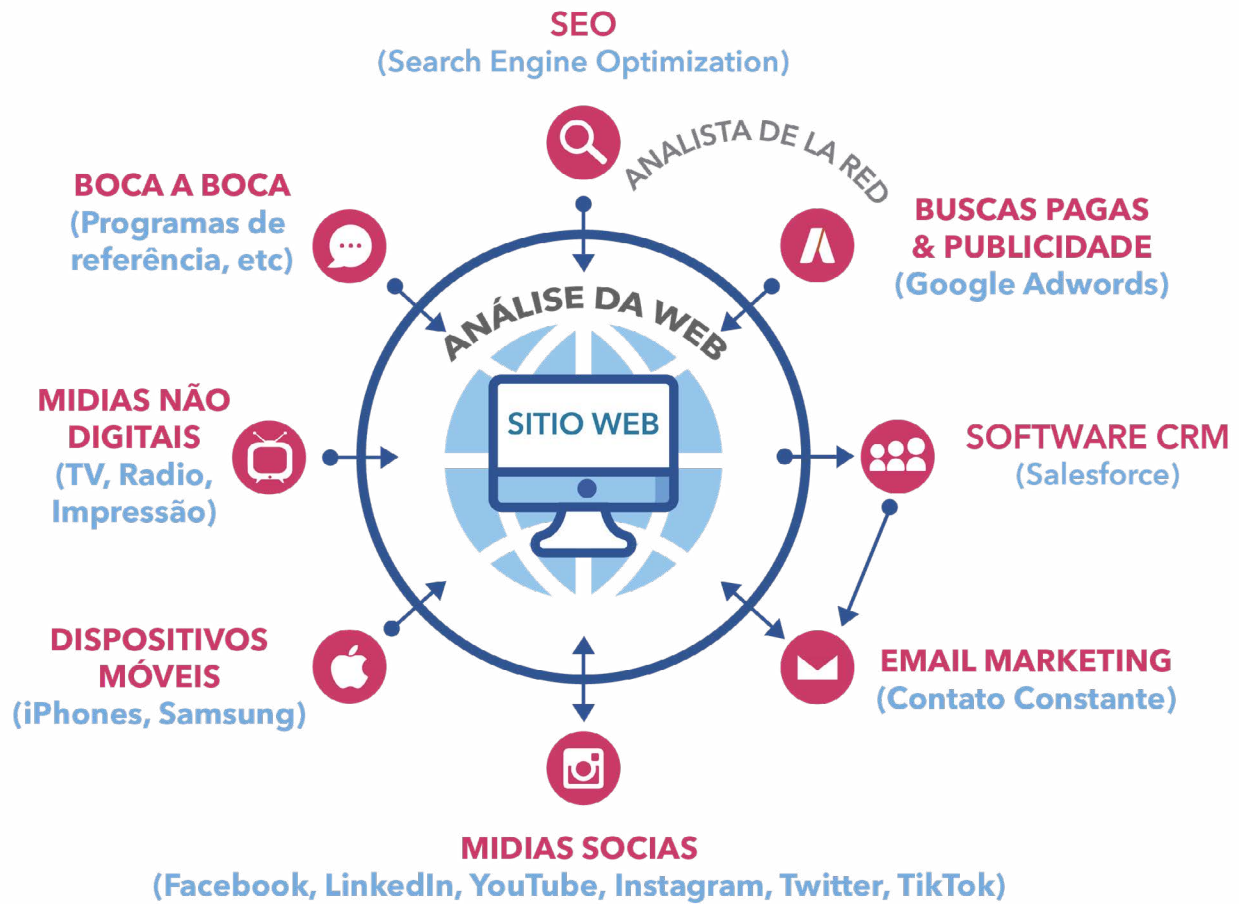 SEO
(Search Engine Optimization)
ANALISTA DE LA RED
BOCA A BOCA
(Programas de
referência, etc)
BUSCAS PAGAS
& PUBLICIDADE
(Google Adwords)
ANÁLISE DA WEB
SITIO WEB
MIDIAS NÃO
DIGITAIS
(TV, Radio,
Impressão)
SOFTWARE CRM
(Salesforce)
DISPOSITIVOS
MÓVEIS
(iPhones, Samsung)
EMAIL MARKETING
(Contato Constante)
MIDIAS SOCIAS
(Facebook, LinkedIn, YouTube, Instagram, Twitter, TikTok)